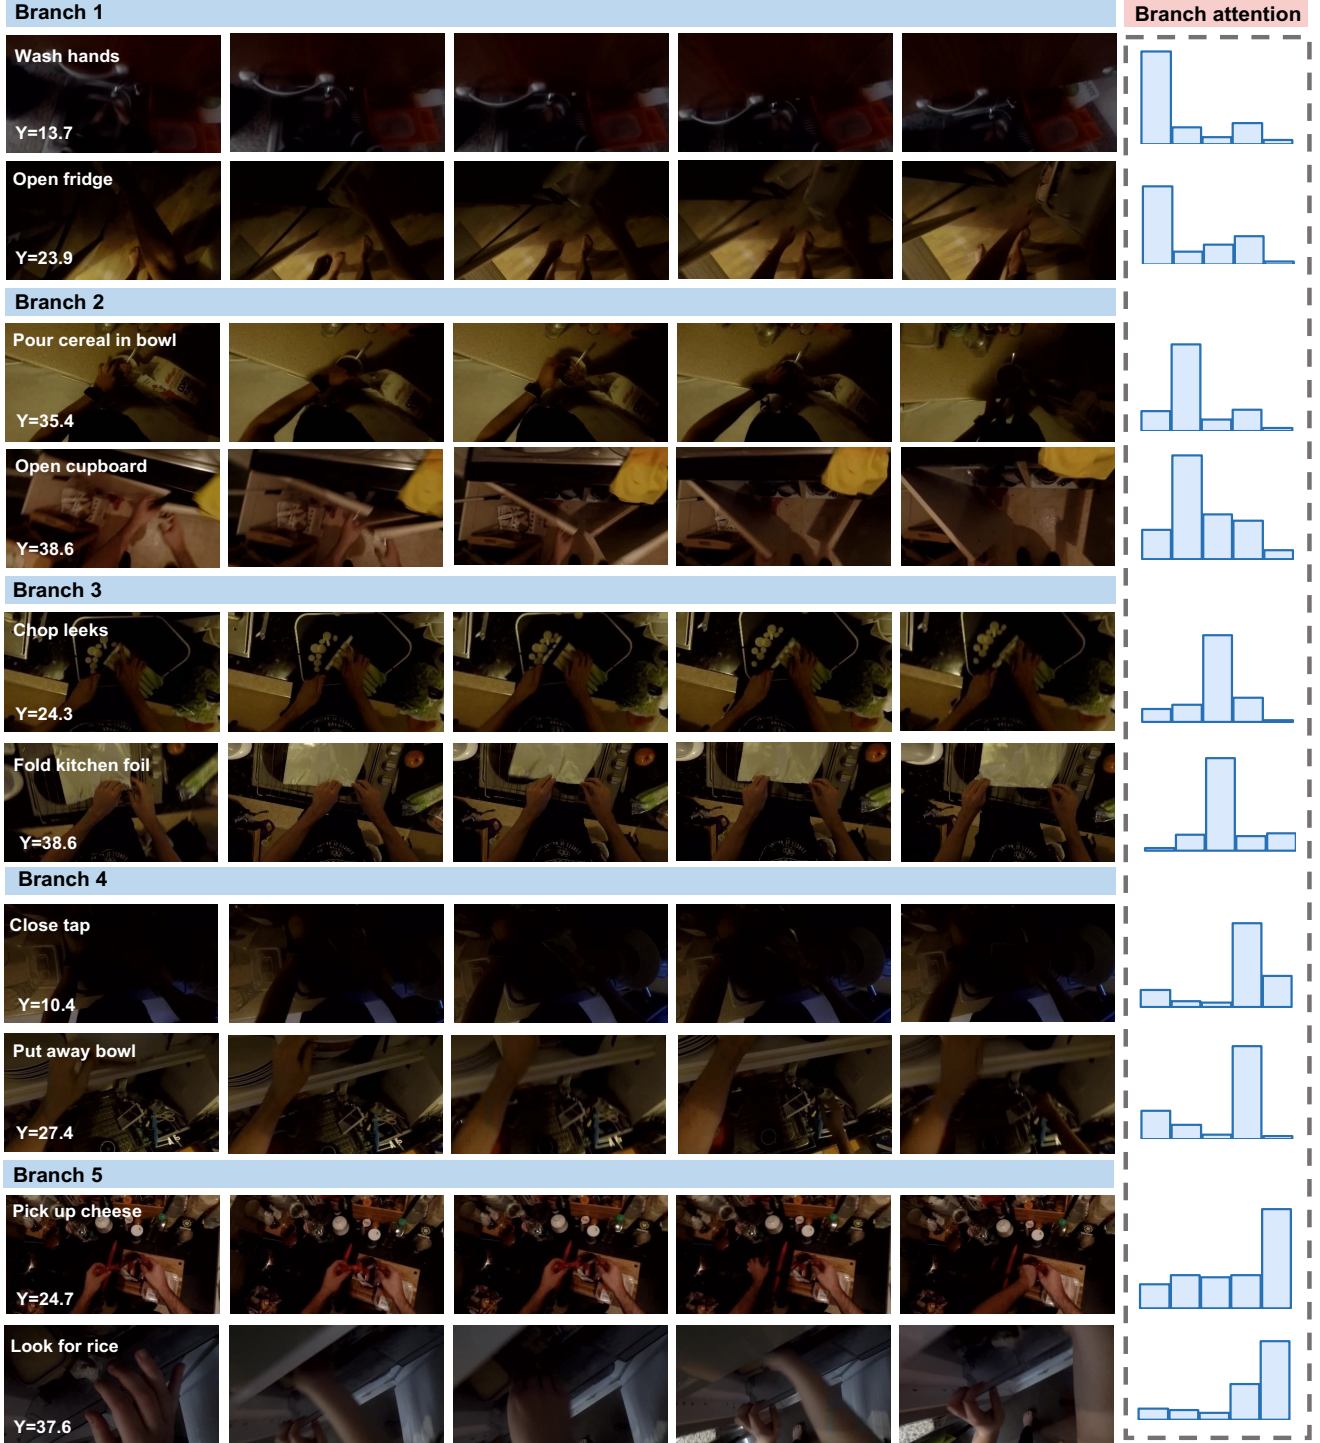 Branch 1
Branch attention
Wash hands
Y=13.7
Open fridge
Y=23.9
Branch 2
Pour cereal in bowl
Y=35.4
Open cupboard
Y=38.6
Branch 3
Chop leeks
Y=24.3
Fold kitchen foil
Y=38.6
Branch 4
Close tap
Y=10.4
Put away bowl
Y=27.4
Branch 5
Pick up cheese
Y=24.7
Look for rice
Y=37.6